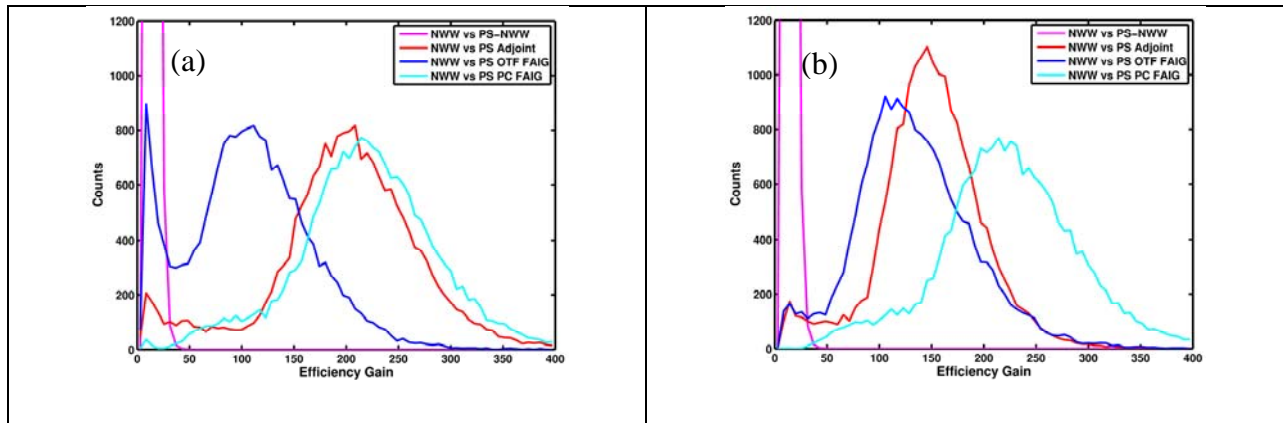 (a)
NWW vs PS-NWW
NWW vs PS Adjoint
NWW vs PS OTF FAIG
NWW vs PS PC FAIG
Counts
1200
1000
800
600
400
200
0
0 50 100 150 200 250 300 350 400
Efficiency Gain
(b)
NWW vs PS-NWW
NWW vs PS Adjoint
NWW vs PS OTF FAIG
NWW vs PS PC FAIG
Counts
1200
1000
800
600
400
200
0
0 50 100 150 200 250 300 350 400
Efficiency Gain